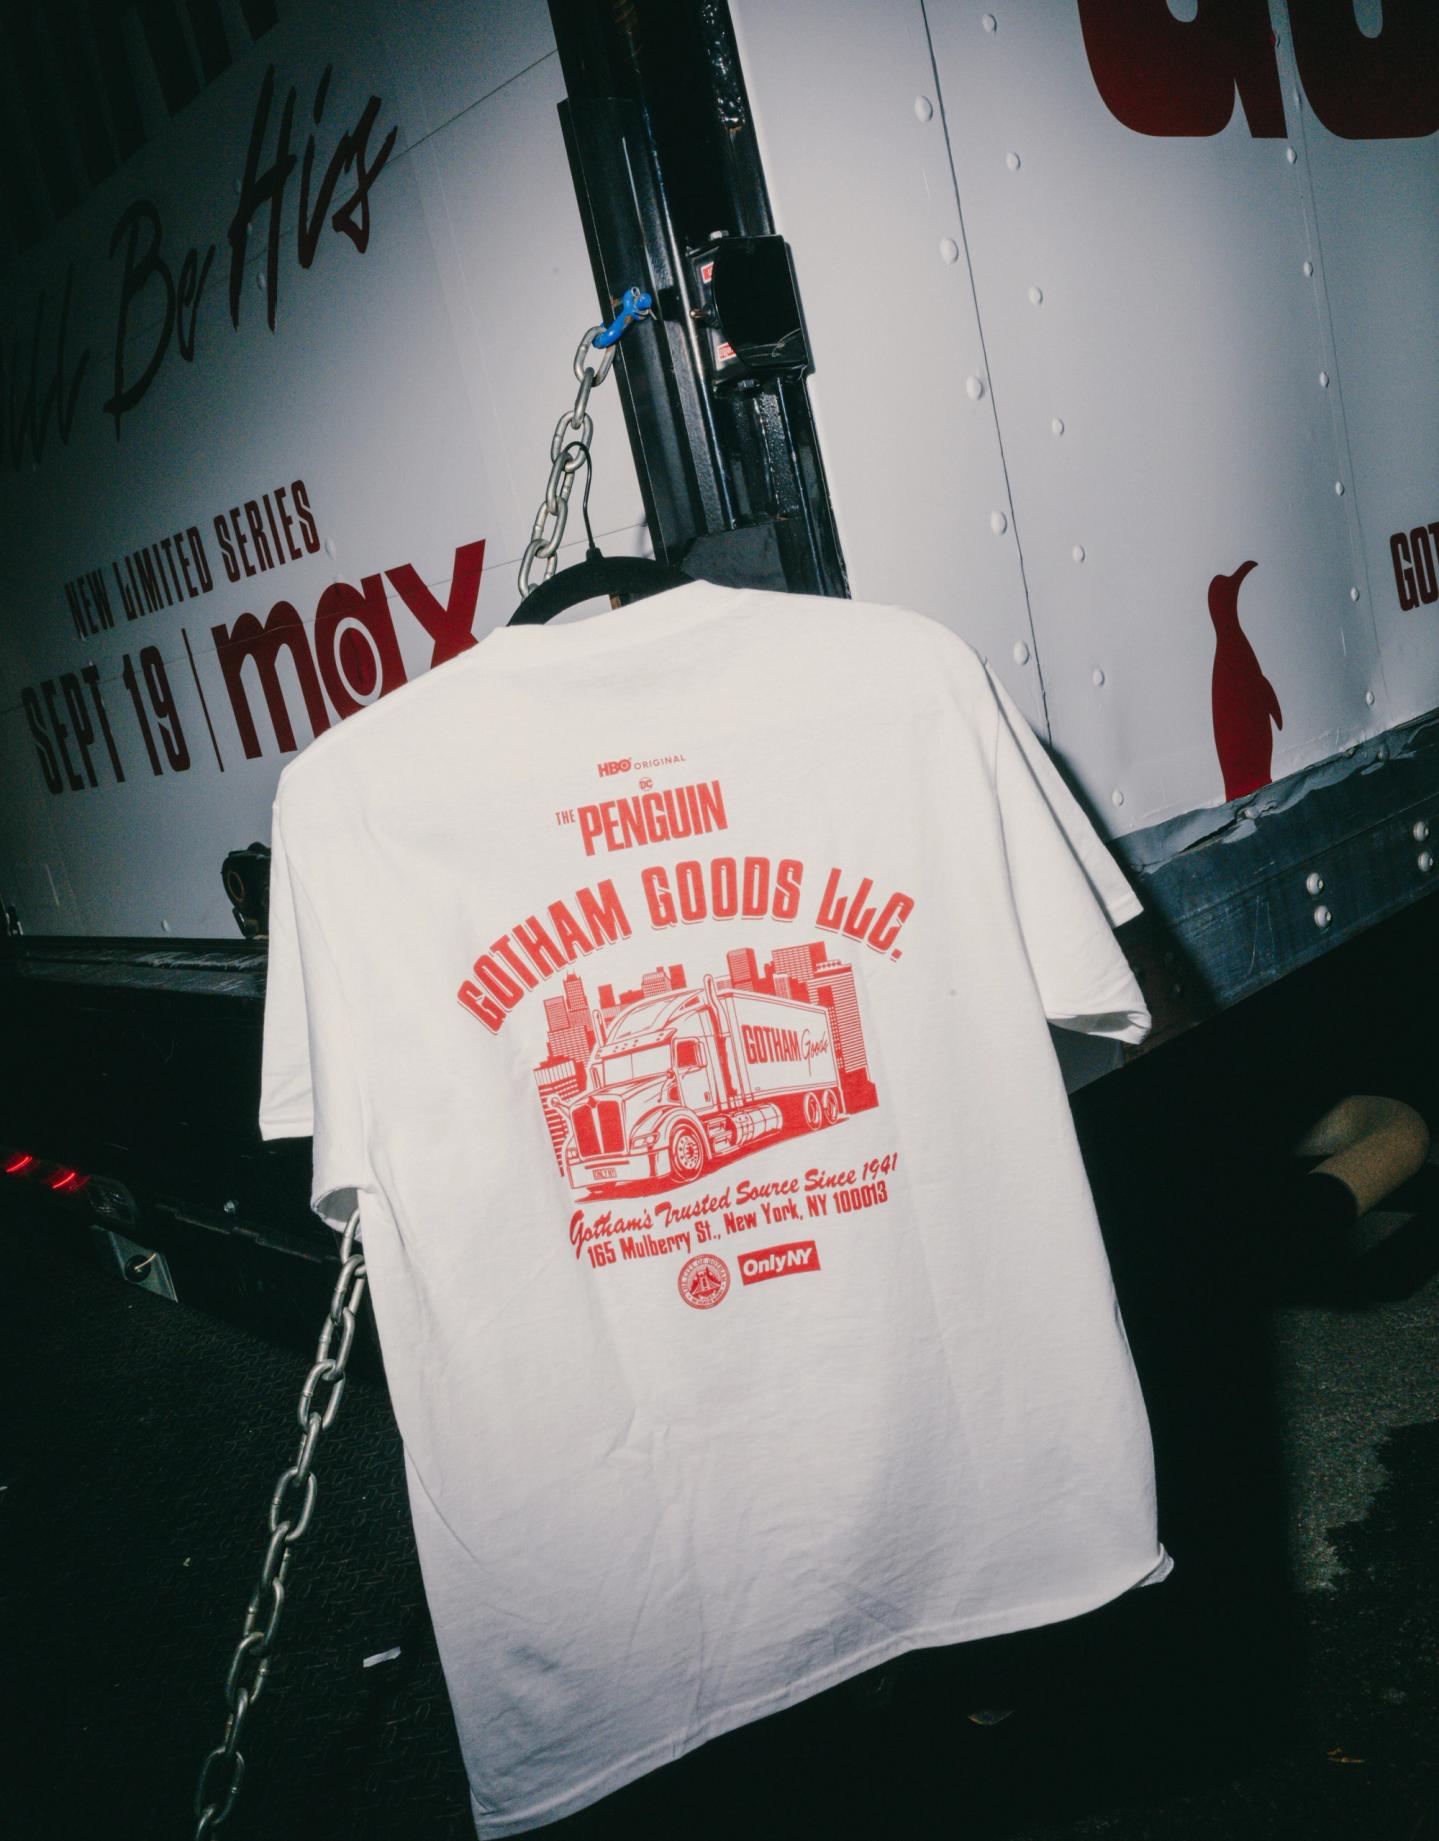 Be His
NEW LIMITED SERIES
SEPT 19 | max
HBO ORIGINAL
DC
THE PENGUIN
GOTHAM GOODS LLC.
GOTHAM Goods
ONLY NY
Gotham's Trusted Source Since 1941
165 Mulberry St., New York, NY 100013
OnlyNY